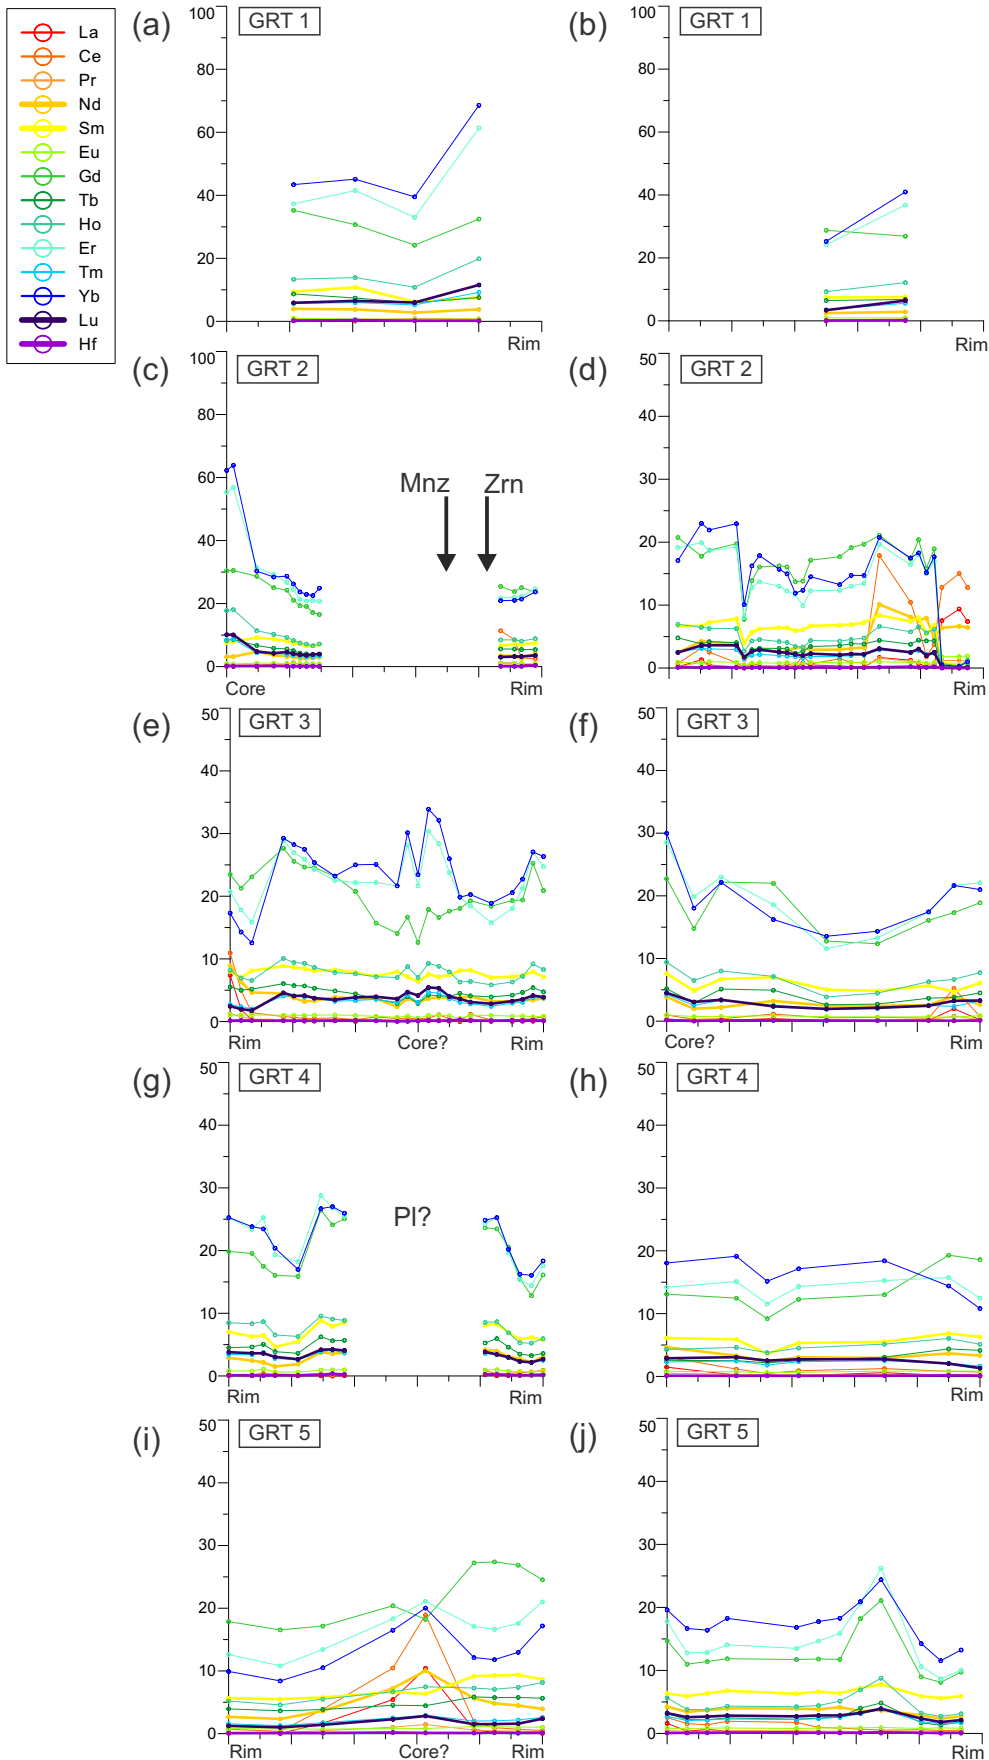 La
Ce
Pr
Nd
Sm
Eu
Gd
Tb
Ho
Er
Tm
Yb
Lu
Hf
(a) GRT 1
100
80
60
40
20
0
Rim
(b) GRT 1
100
80
60
40
20
0
Rim
(c) GRT 2
100
80
60
40
20
0
Mnz Zrn
Core Rim
(d) GRT 2
50
40
30
20
10
0
Rim
(e) GRT 3
50
40
30
20
10
0
Rim Core? Rim
(f) GRT 3
50
40
30
20
10
0
Core? Rim
(g) GRT 4
50
40
30
20
10
0
Pl?
Rim Rim
(h) GRT 4
50
40
30
20
10
0
Rim
(i) GRT 5
50
40
30
20
10
0
Rim Core? Rim
(j) GRT 5
50
40
30
20
10
0
Rim